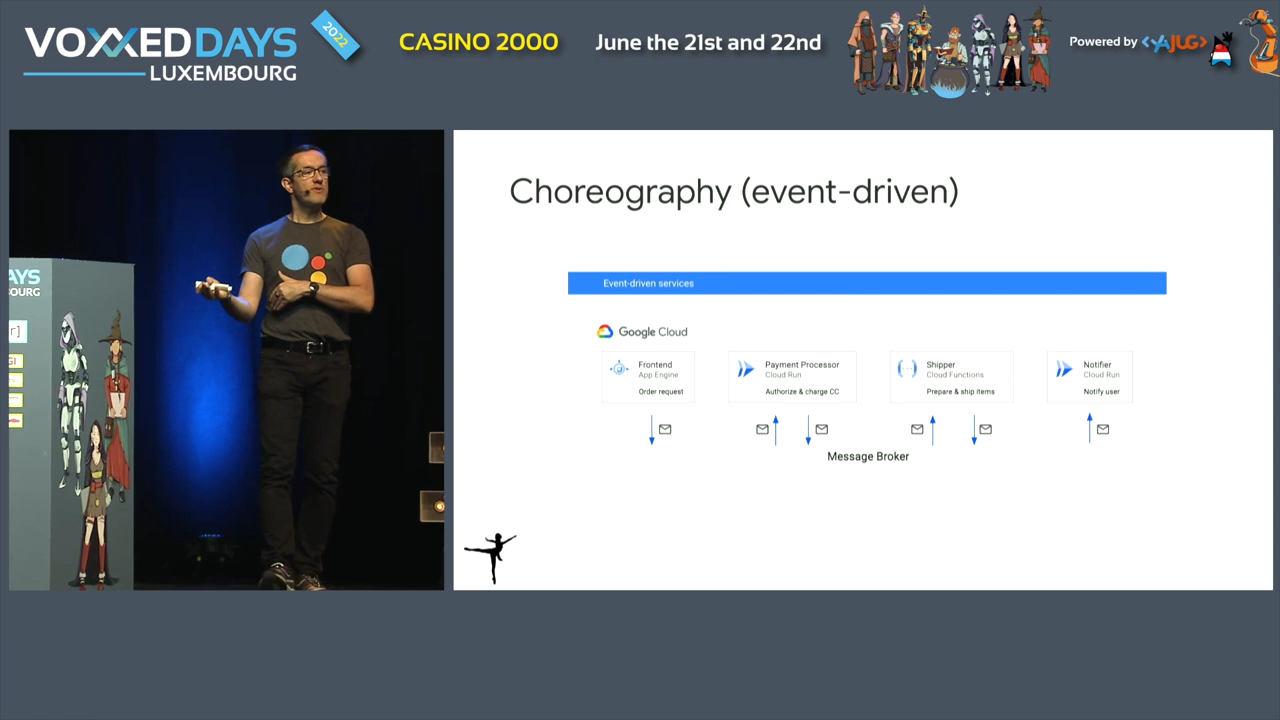 VOXXED DAYS
LUXEMBOURG
2022
CASINO 2000
June the 21st and 22nd
Powered by <YAJUG>
AYS
OURG
r]
GI
Choreography (event-driven)
Event-driven services
Google Cloud
Frontend
App Engine
Order request
Payment Processor
Cloud Run
Authorize & charge CC
Shipper
Cloud Functions
Prepare & ship items
Notifier
Cloud Run
Notify user
Message Broker